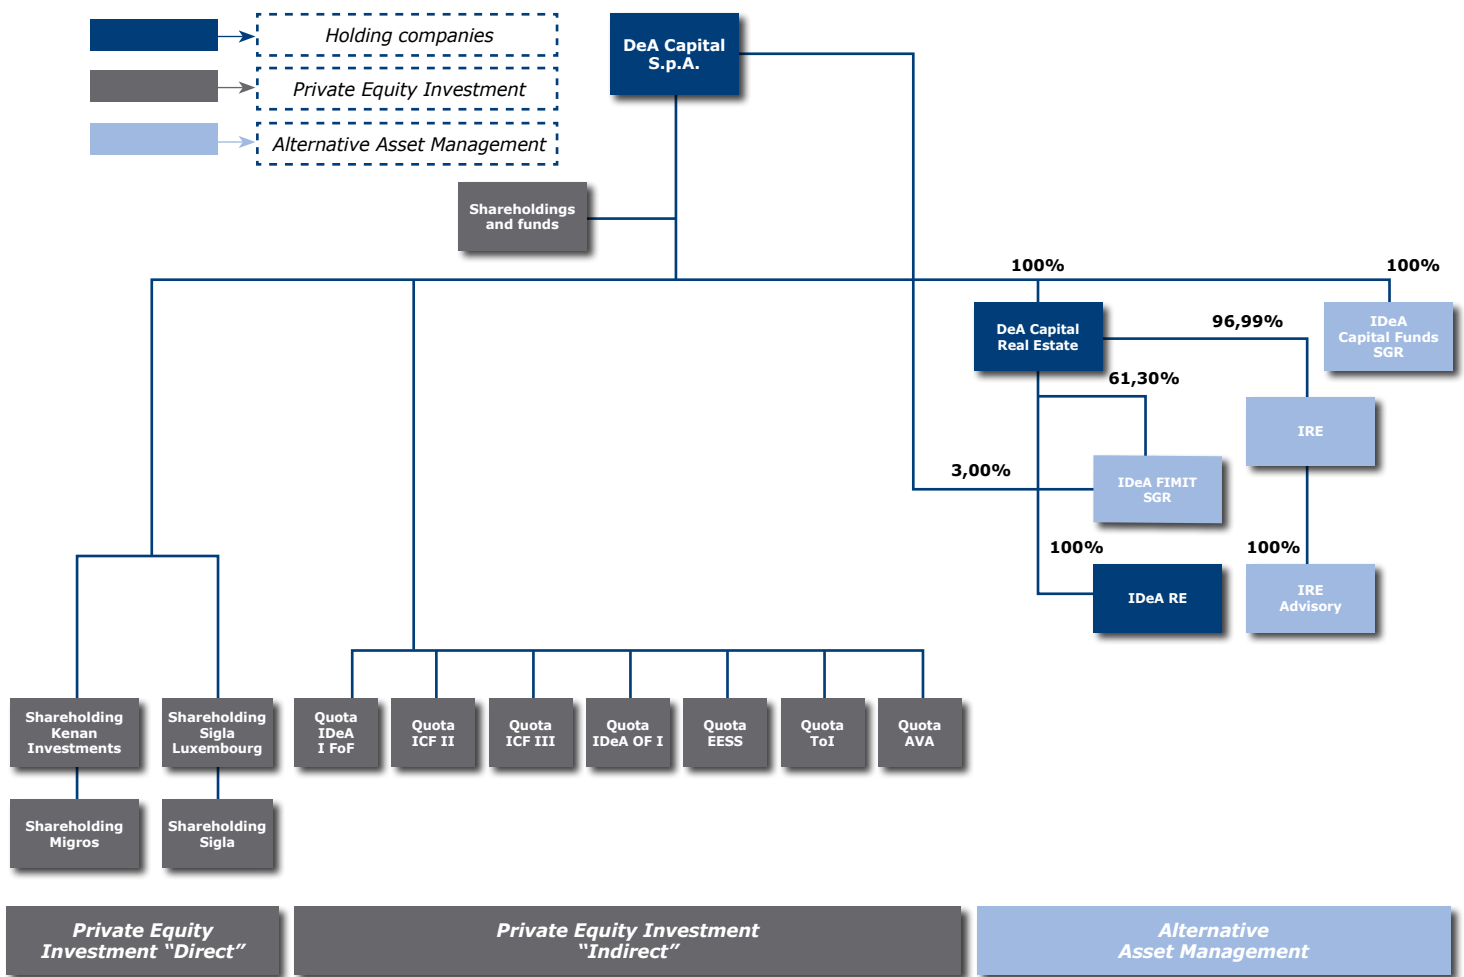 Holding companies
Private Equity Investment
Alternative Asset Management
DeA Capital
S.p.A.
Shareholdings
and funds
100%
100%
DeA Capital
Real Estate
96,99%
IDeA
Capital Funds
SGR
61,30%
IRE
3,00%
IDeA FIMIT
SGR
100%
100%
IDeA RE
IRE
Advisory
Shareholding
Kenan
Investments
Shareholding
Sigla
Luxembourg
Quota
IDeA
I FoF
Quota
ICF II
Quota
ICF III
Quota
IDeA OF I
Quota
EESS
Quota
ToI
Quota
AVA
Shareholding
Migros
Shareholding
Sigla
Private Equity
Investment “Direct”
Private Equity Investment
“Indirect”
Alternative
Asset Management